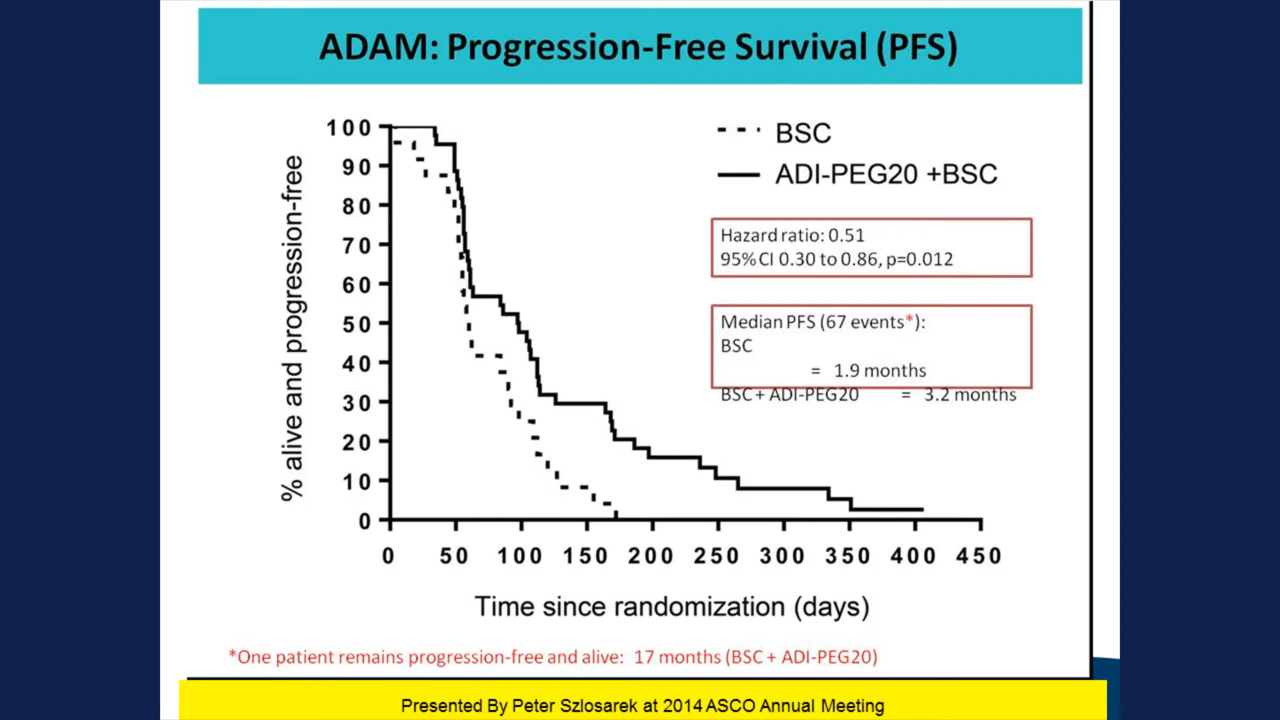 ADAM: Progression-Free Survival (PFS)
% alive and progression-free
100
90
80
70
60
50
40
30
20
10
0
0 50 100 150 200 250 300 350 400 450
Time since randomization (days)
BSC
ADI-PEG20 +BSC
Hazard ratio: 0.51
95% CI 0.30 to 0.86, p=0.012
Median PFS (67 events*):
BSC
= 1.9 months
BSC + ADI-PEG20 = 3.2 months
*One patient remains progression-free and alive: 17 months (BSC + ADI-PEG20)
Presented By Peter Szlosarek at 2014 ASCO Annual Meeting